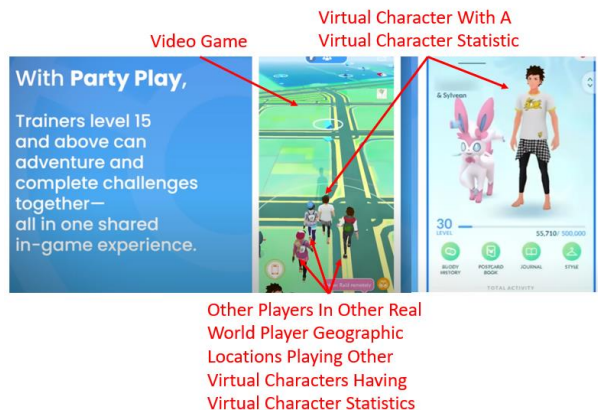 Virtual Character With A
Virtual Character Statistic
Video Game
With Party Play,
Trainers level 15
and above can
adventure and
complete challenges
together—
all in one shared
in-game experience.
& Sylveon
30
LEVEL
55,710 / 500,000
BUDDY
HISTORY
POSTCARD
BOOK
JOURNAL
STYLE
TOTAL ACTIVITY
Other Players In Other Real
World Player Geographic
Locations Playing Other
Virtual Characters Having
Virtual Character Statistics